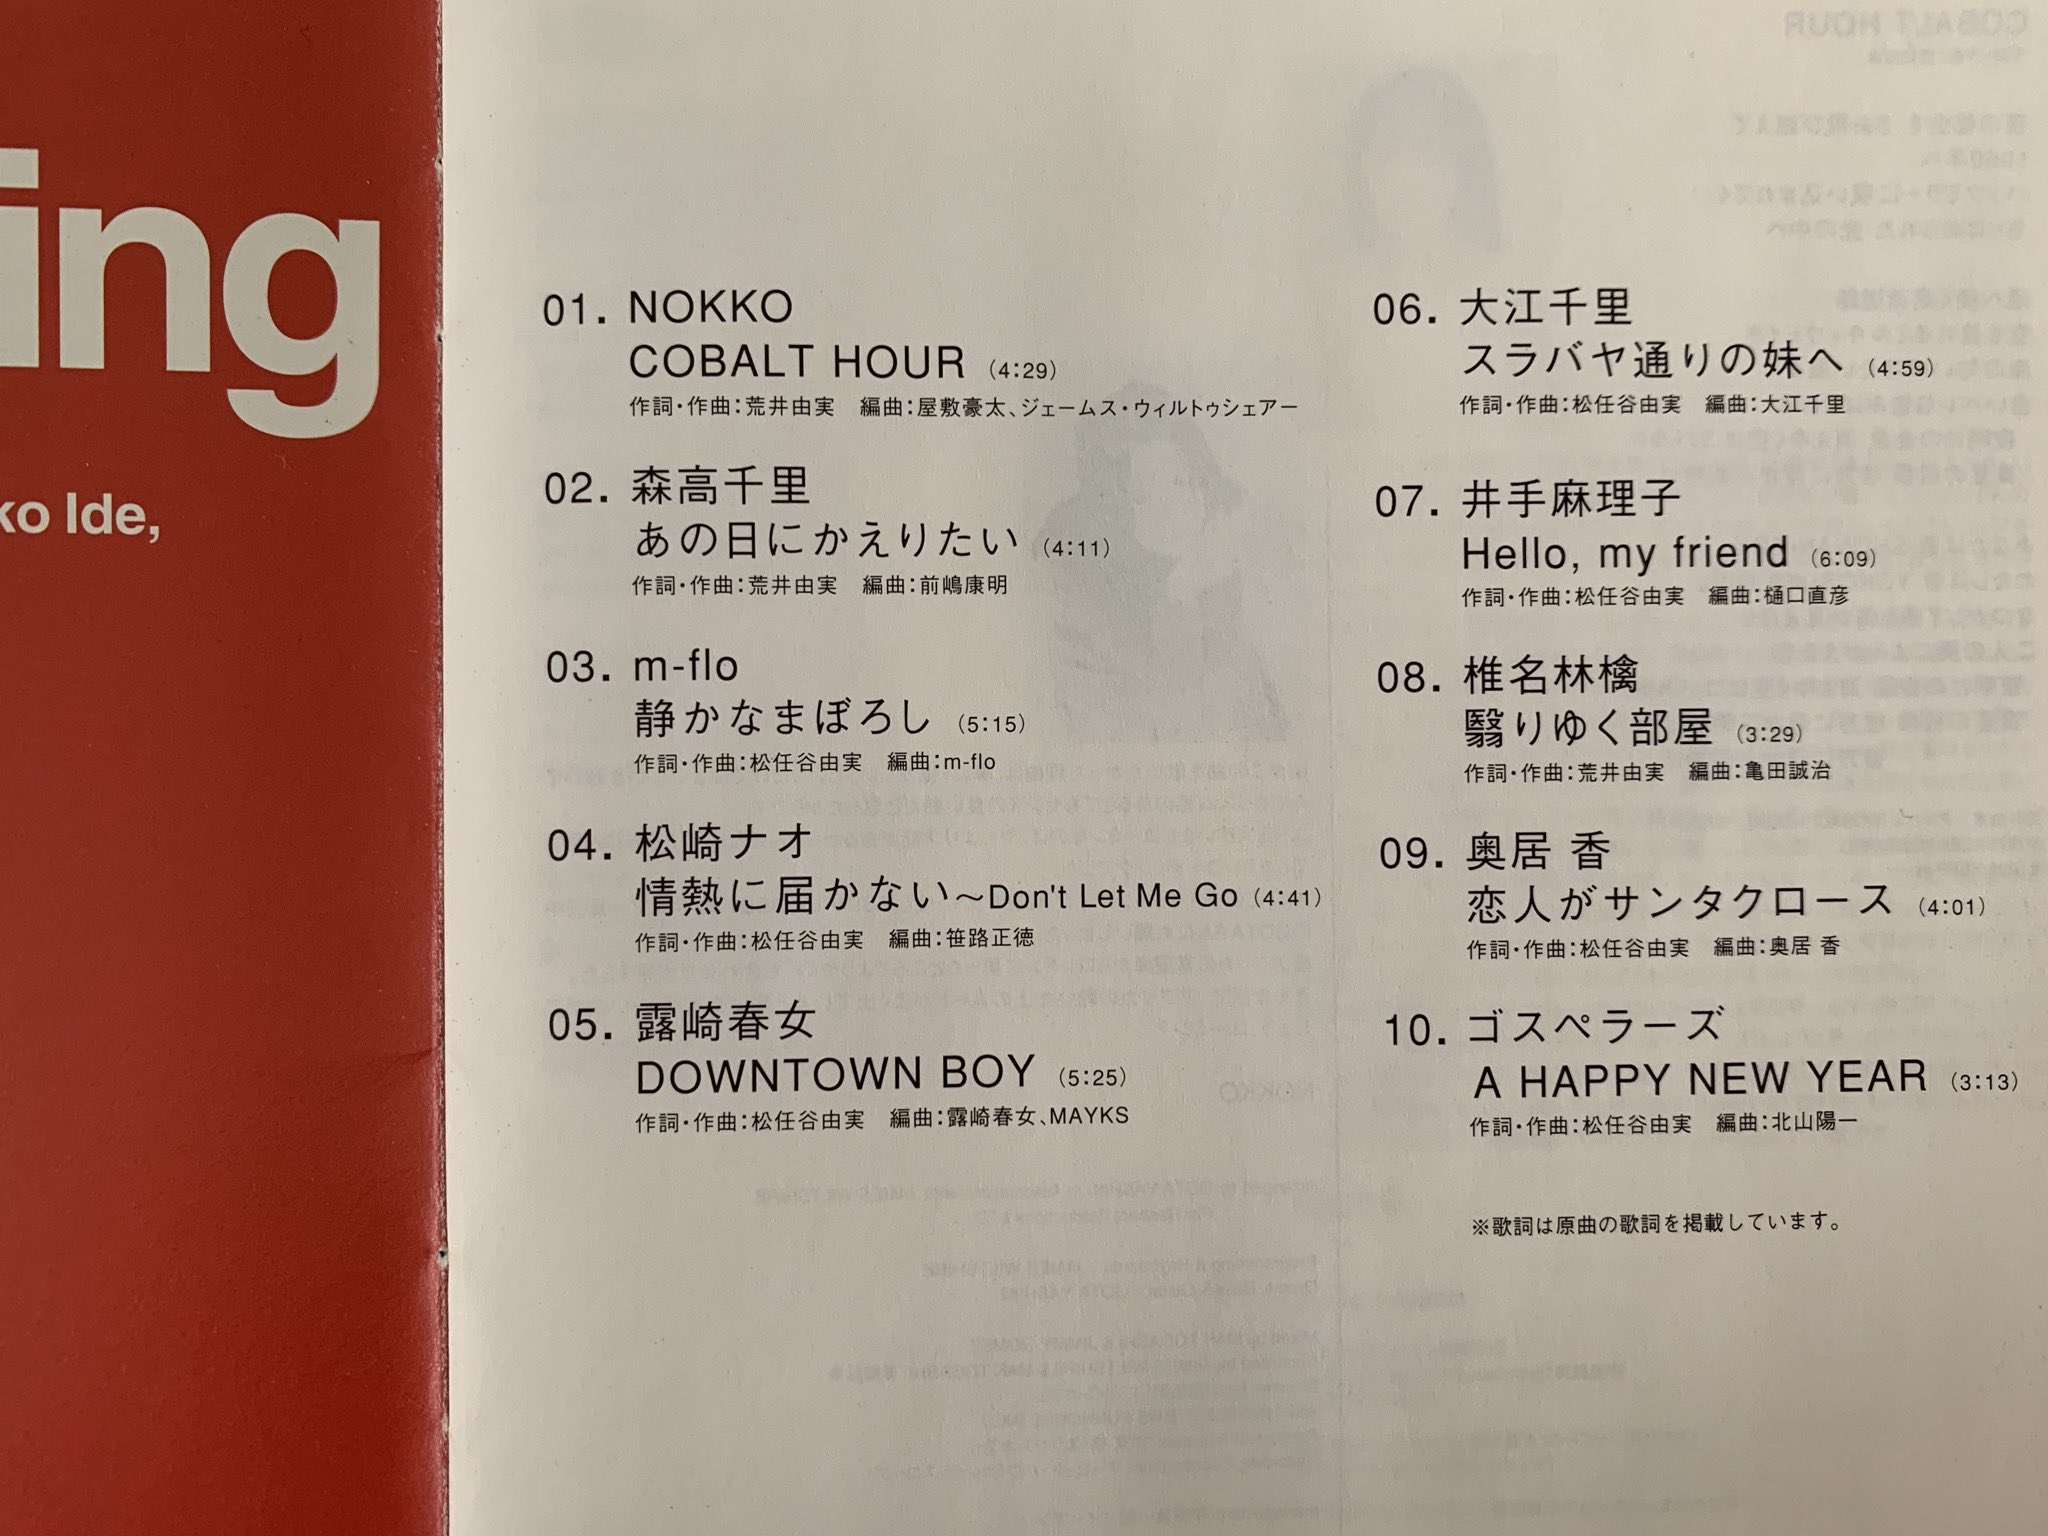 ing
ko Ide,
01. NOKKO
COBALT HOUR (4:29)
作詞・作曲:荒井由実 編曲:屋敷豪太、ジェームス・ウィルトゥシェアー
02. 森高千里
あの日にかえりたい (4:11)
作詞・作曲:荒井由実 編曲:前嶋康明
03. m-flo
静かなまぼろし (5:15)
作詞・作曲:松任谷由実 編曲:m-flo
04. 松崎ナオ
情熱に届かない～Don't Let Me Go (4:41)
作詞・作曲:松任谷由実 編曲:笹路正徳
05. 露崎春女
DOWNTOWN BOY (5:25)
作詞・作曲:松任谷由実 編曲:露崎春女、MAYKS
06. 大江千里
スラバヤ通りの妹へ (4:59)
作詞・作曲:松任谷由実 編曲:大江千里
07. 井手麻理子
Hello, my friend (6:09)
作詞・作曲:松任谷由実 編曲:樋口直彦
08. 椎名林檎
翳りゆく部屋 (3:29)
作詞・作曲:荒井由実 編曲:亀田誠治
09. 奥居 香
恋人がサンタクロース (4:01)
作詞・作曲:松任谷由実 編曲:奥居 香
10. ゴスペラーズ
A HAPPY NEW YEAR (3:13)
作詞・作曲:松任谷由実 編曲:北山陽一
※歌詞は原曲の歌詞を掲載しています。